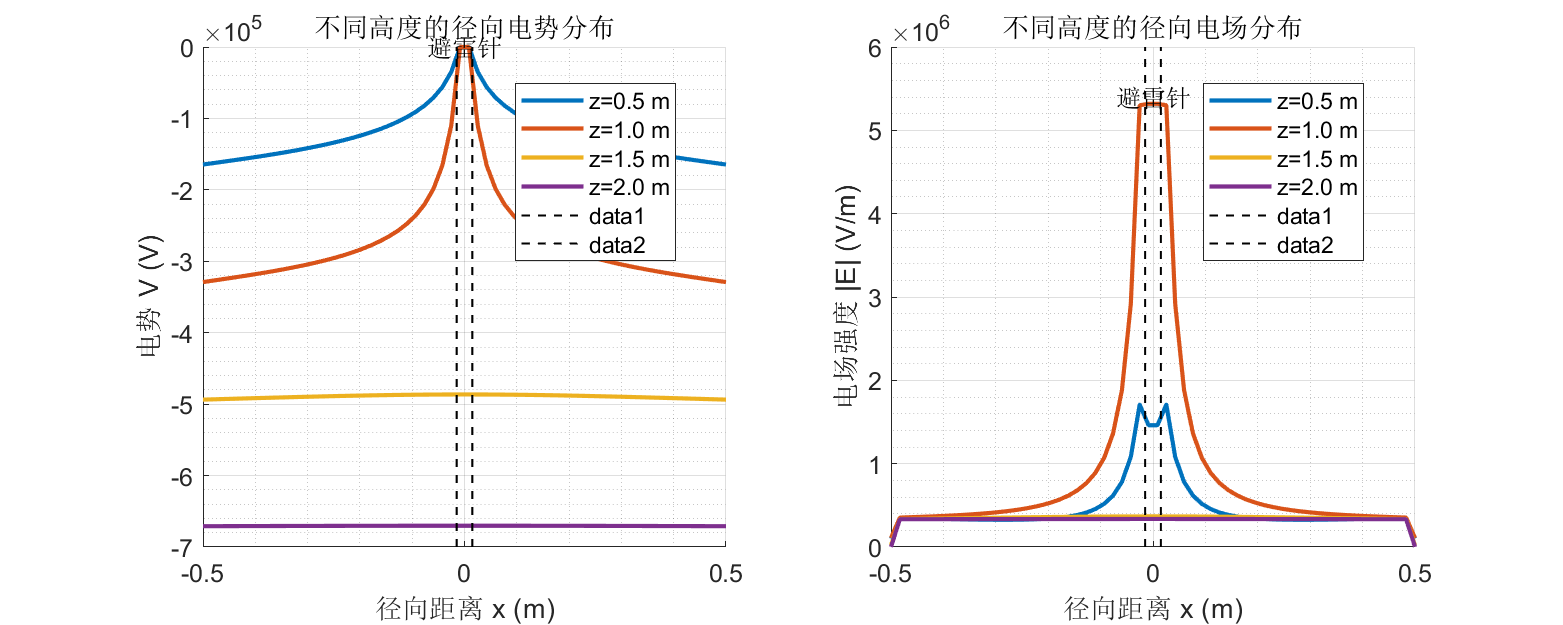 不同高度的径向电势分布
×10⁵
避雷针
0
-1
-2
-3
-4
-5
-6
-7
电势 V (V)
z=0.5 m
z=1.0 m
z=1.5 m
z=2.0 m
data1
data2
-0.5
0
0.5
径向距离 x (m)
不同高度的径向电场分布
×10⁶
避雷针
6
5
4
3
2
1
0
电场强度 |E| (V/m)
z=0.5 m
z=1.0 m
z=1.5 m
z=2.0 m
data1
data2
-0.5
0
0.5
径向距离 x (m)